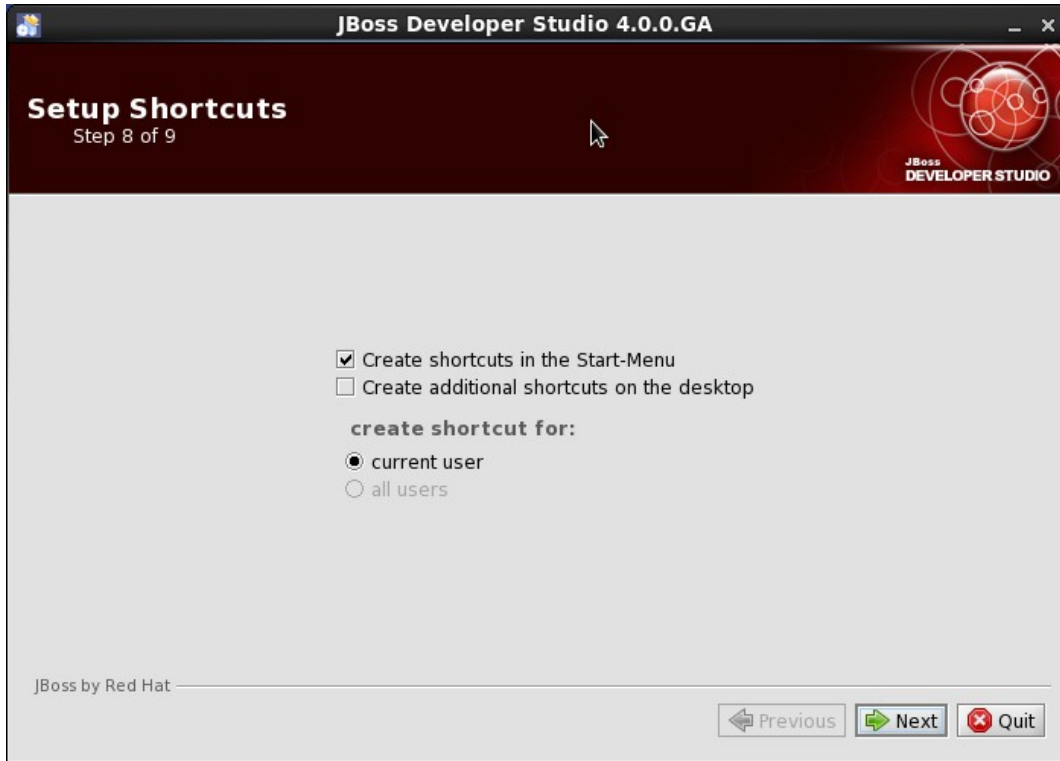 JBoss Developer Studio 4.0.0.GA
Setup Shortcuts
Step 8 of 9
JBoss
DEVELOPER STUDIO
Create shortcuts in the Start-Menu
Create additional shortcuts on the desktop
create shortcut for:
current user
all users
JBoss by Red Hat
Previous Next Quit